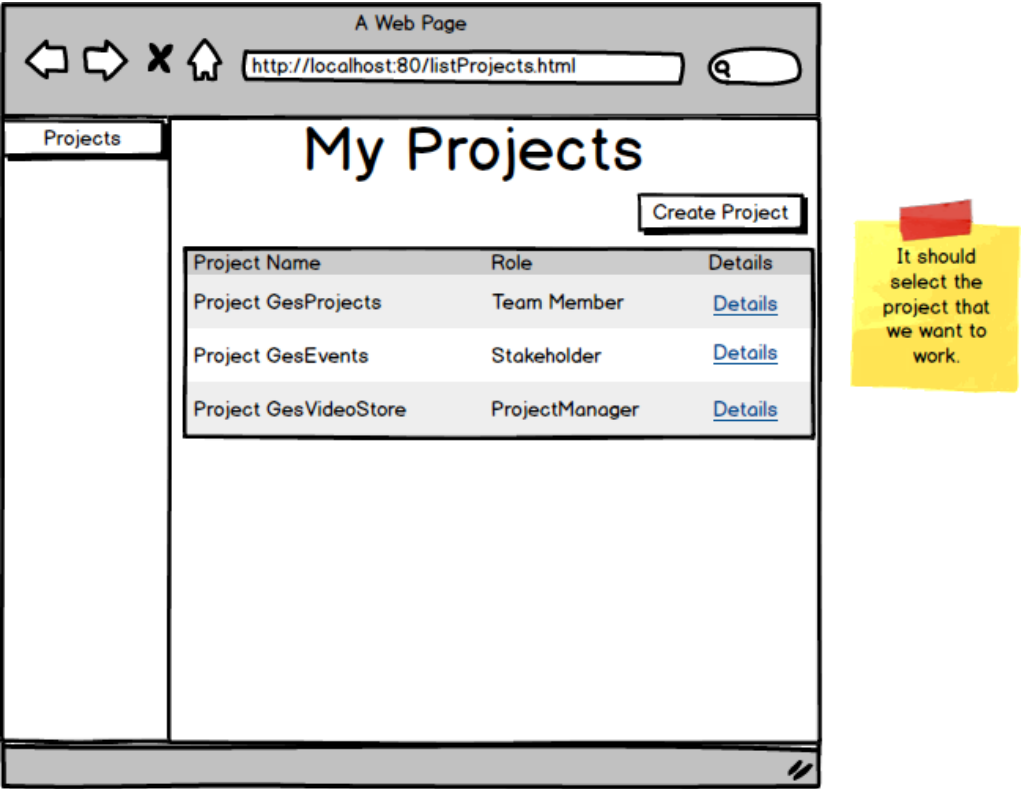 A Web Page
http://localhost:80/listProjects.html
Projects
My Projects
Create Project
Project Name Role Details
Project GesProjects Team Member Details
Project GesEvents Stakeholder Details
Project GesVideoStore ProjectManager Details
It should
select the
project that
we want to
work.